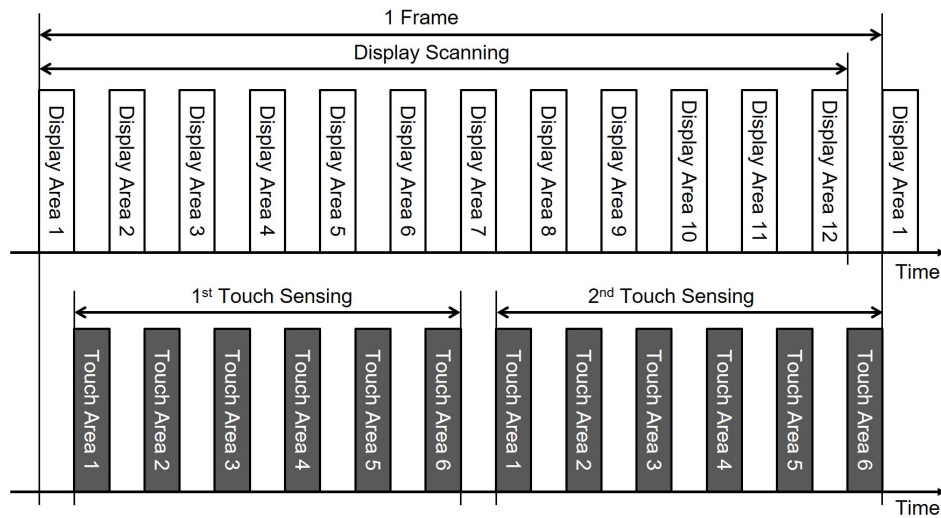 1 Frame
Display Scanning
Display Area 1
Display Area 2
Display Area 3
Display Area 4
Display Area 5
Display Area 6
Display Area 7
Display Area 8
Display Area 9
Display Area 10
Display Area 11
Display Area 12
Display Area 1
Time
1st Touch Sensing
2nd Touch Sensing
Touch Area 1
Touch Area 2
Touch Area 3
Touch Area 4
Touch Area 5
Touch Area 6
Touch Area 1
Touch Area 2
Touch Area 3
Touch Area 4
Touch Area 5
Touch Area 6
Time